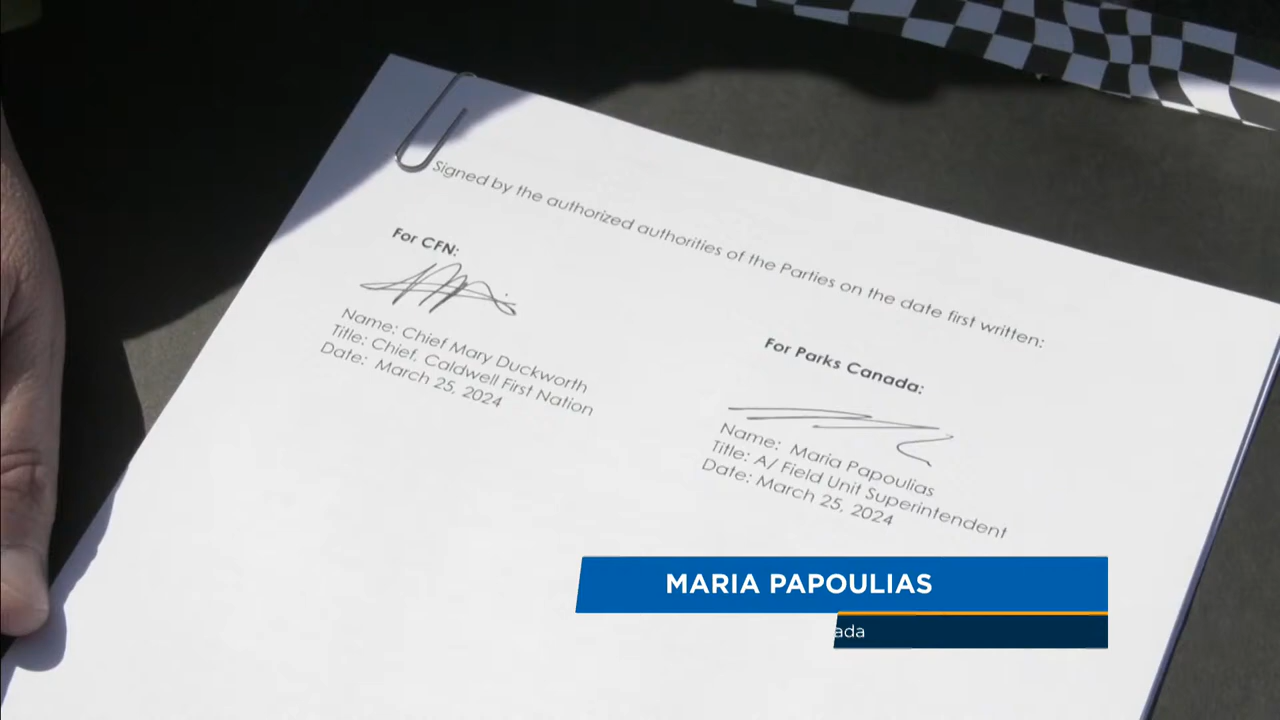 Signed by the authorized authorities of the Parties on the date first written:
For CFN:
Name: Chief Mary Duckworth
Title: Chief, Caldwell First Nation
Date: March 25, 2024
For Parks Canada:
Name: Maria Papoulias
Title: A/ Field Unit Superintendent
Date: March 25, 2024
MARIA PAPOULIAS
ada